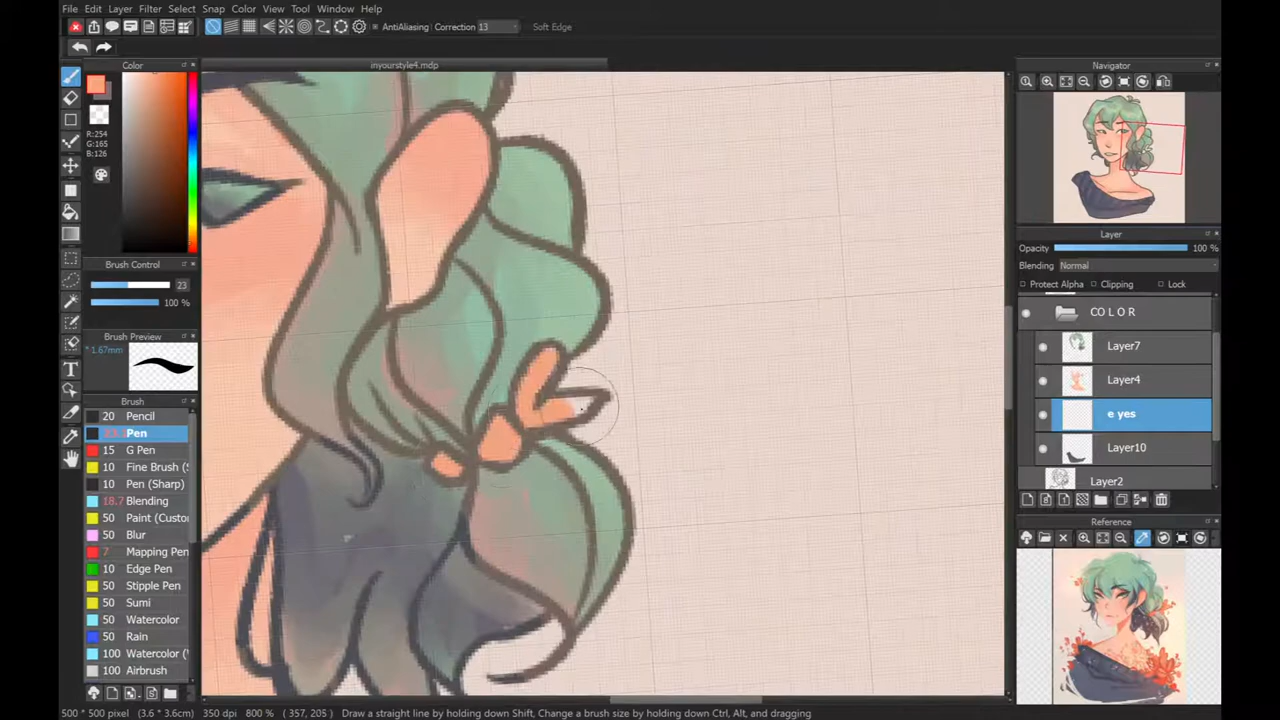 File Edit Layer Filter Select Snap Color View Tool Window Help
AntiAliasing Correction 13 Soft Edge
inyourstyle4.mdp
Color
R:254
G:164
B:126
Brush Control
23
100 %
Brush Preview
* 1.67mm
Brush
20 Pencil
Pen
15 G Pen
10 Fine Brush (S
10 Pen (Sharp)
18.7 Blending
50 Paint (Custo
50 Blur
7 Mapping Pen
10 Edge Pen
50 Stipple Pen
50 Sumi
50 Watercolor
50 Rain
100 Watercolor (
100 Airbrush
Navigator
Layer
Opacity 100 %
Blending Normal
Protect Alpha Clipping Lock
C O L O R
Layer7
Layer4
e yes
Layer10
Layer2
Reference
500 * 500 pixel (3.6 * 3.6cm) 350 dpi 800 % ( 357, 205 ) Draw a straight line by holding down Shift, Change a brush size by holding down Ctrl, Alt, and dragging